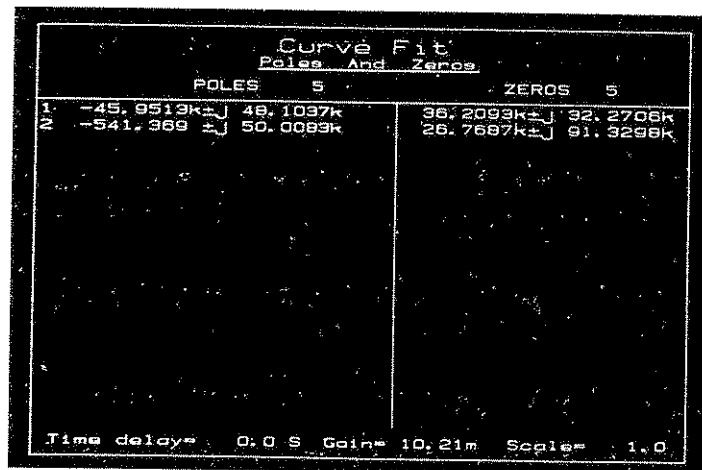 Curve Fit
Poles And Zeros
POLES 5 ZEROS 5
1 -45.9513k±j 48.1037k 36.2093k±j 32.2706k
2 -541.369 ±j 50.0083k 26.7687k±j 91.3298k
Time delay= 0.0 S Gain= 10.21m Scale= 1.0